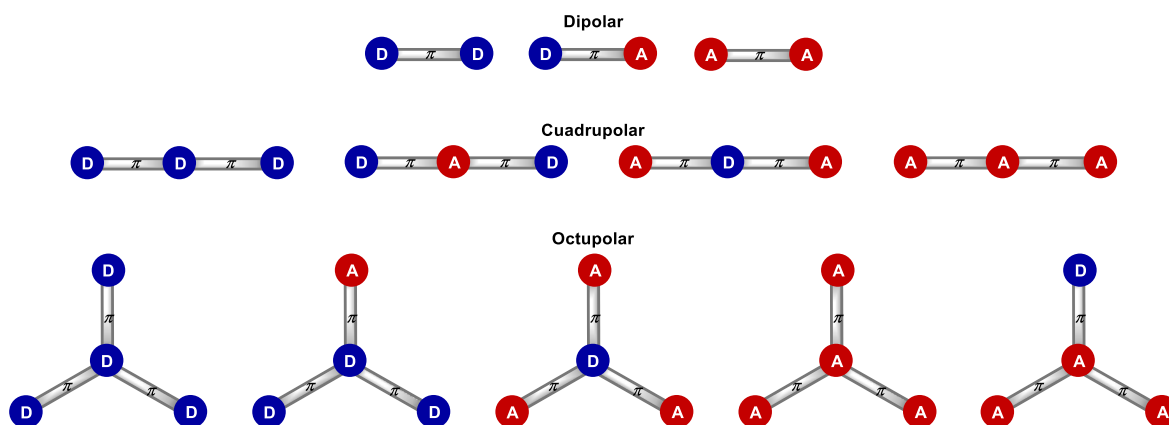 Dipolar
D π D D π A A π A
Cuadrupolar
D π D π D D π A π D A π D π A A π A π A
Octupolar
D A A A D
π π π π π
D D D A A
π π π π π π π π π π
D D D D A A A A A A